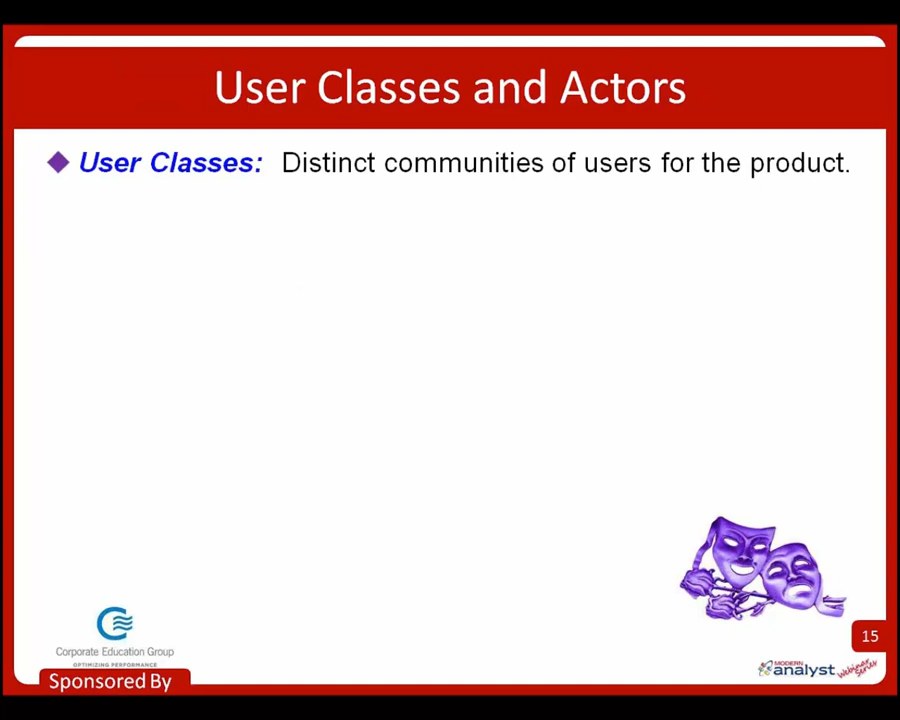 User Classes and Actors
User Classes: Distinct communities of users for the product.
15
Corporate Education Group
OPTIMIZING PERFORMANCE
Sponsored By
MODERN
analyst Webinar Series